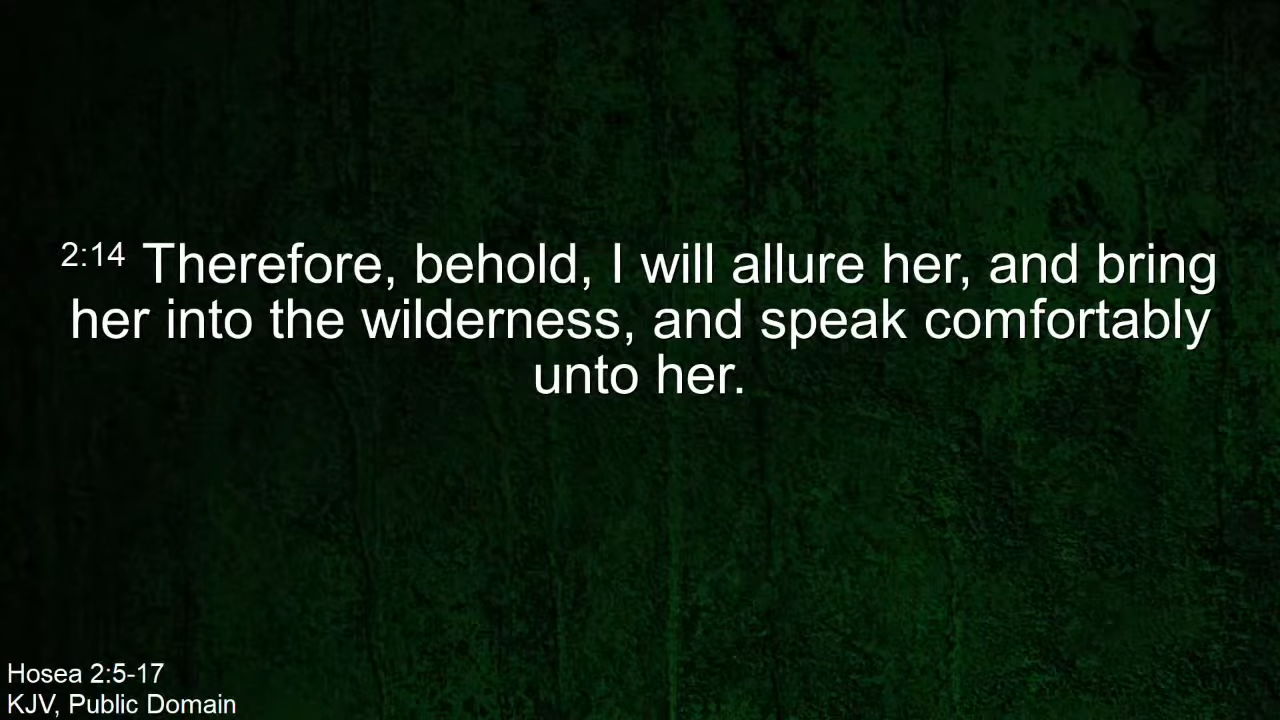 2:14 Therefore, behold, I will allure her, and bring
her into the wilderness, and speak comfortably
unto her.
Hosea 2:5-17
KJV, Public Domain